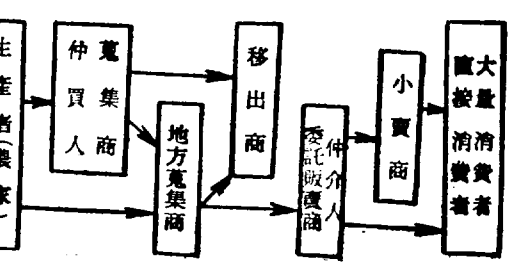 生産者(農家)
蒐集商
仲買人
地方蒐集商
移出商
仲介人
委託販賣商
小賣商
大量消費者
直接消費者